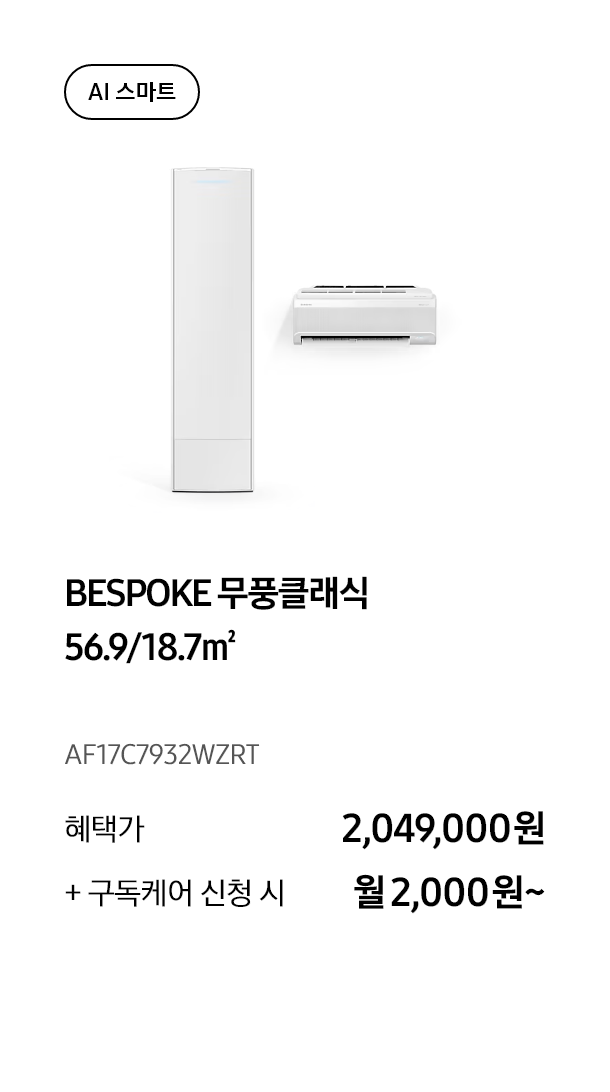 AI 스마트
BESPOKE 무풍클래식
56.9/18.7m²
AF17C7932WZRT
혜택가 2,049,000원
+ 구독케어 신청 시 월 2,000원~